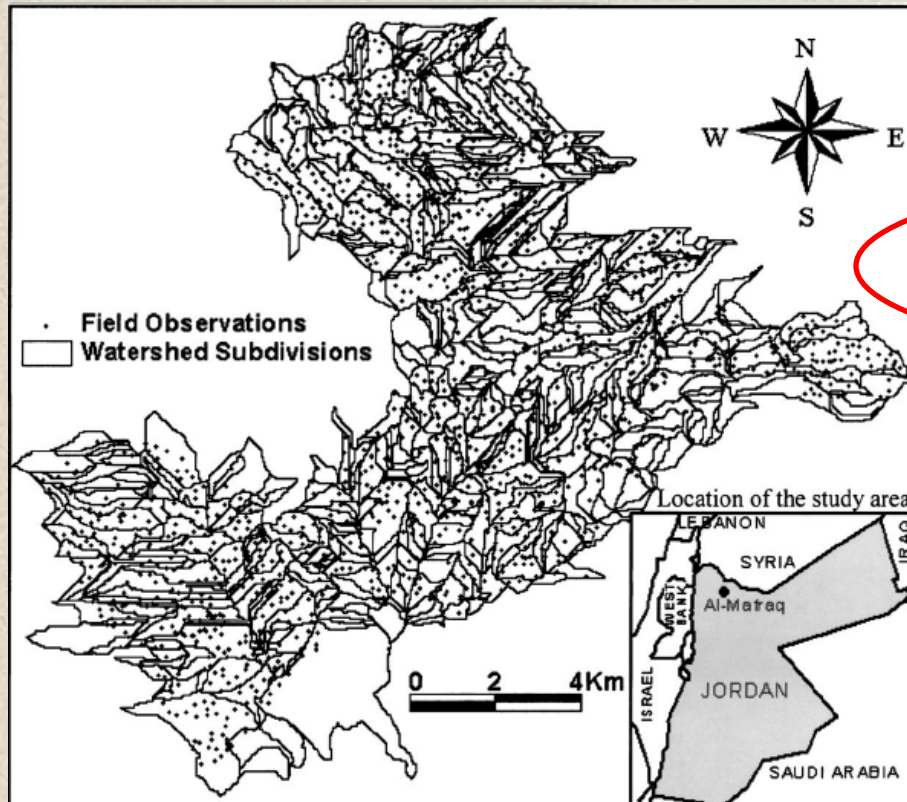 N
W E
S
Field Observations
Watershed Subdivisions
Location of the study area
LEBANON
SYRIA
IRAQ
Al-Mafraq
WEST BANK
ISRAEL
JORDAN
SAUDI ARABIA
0 2 4Km